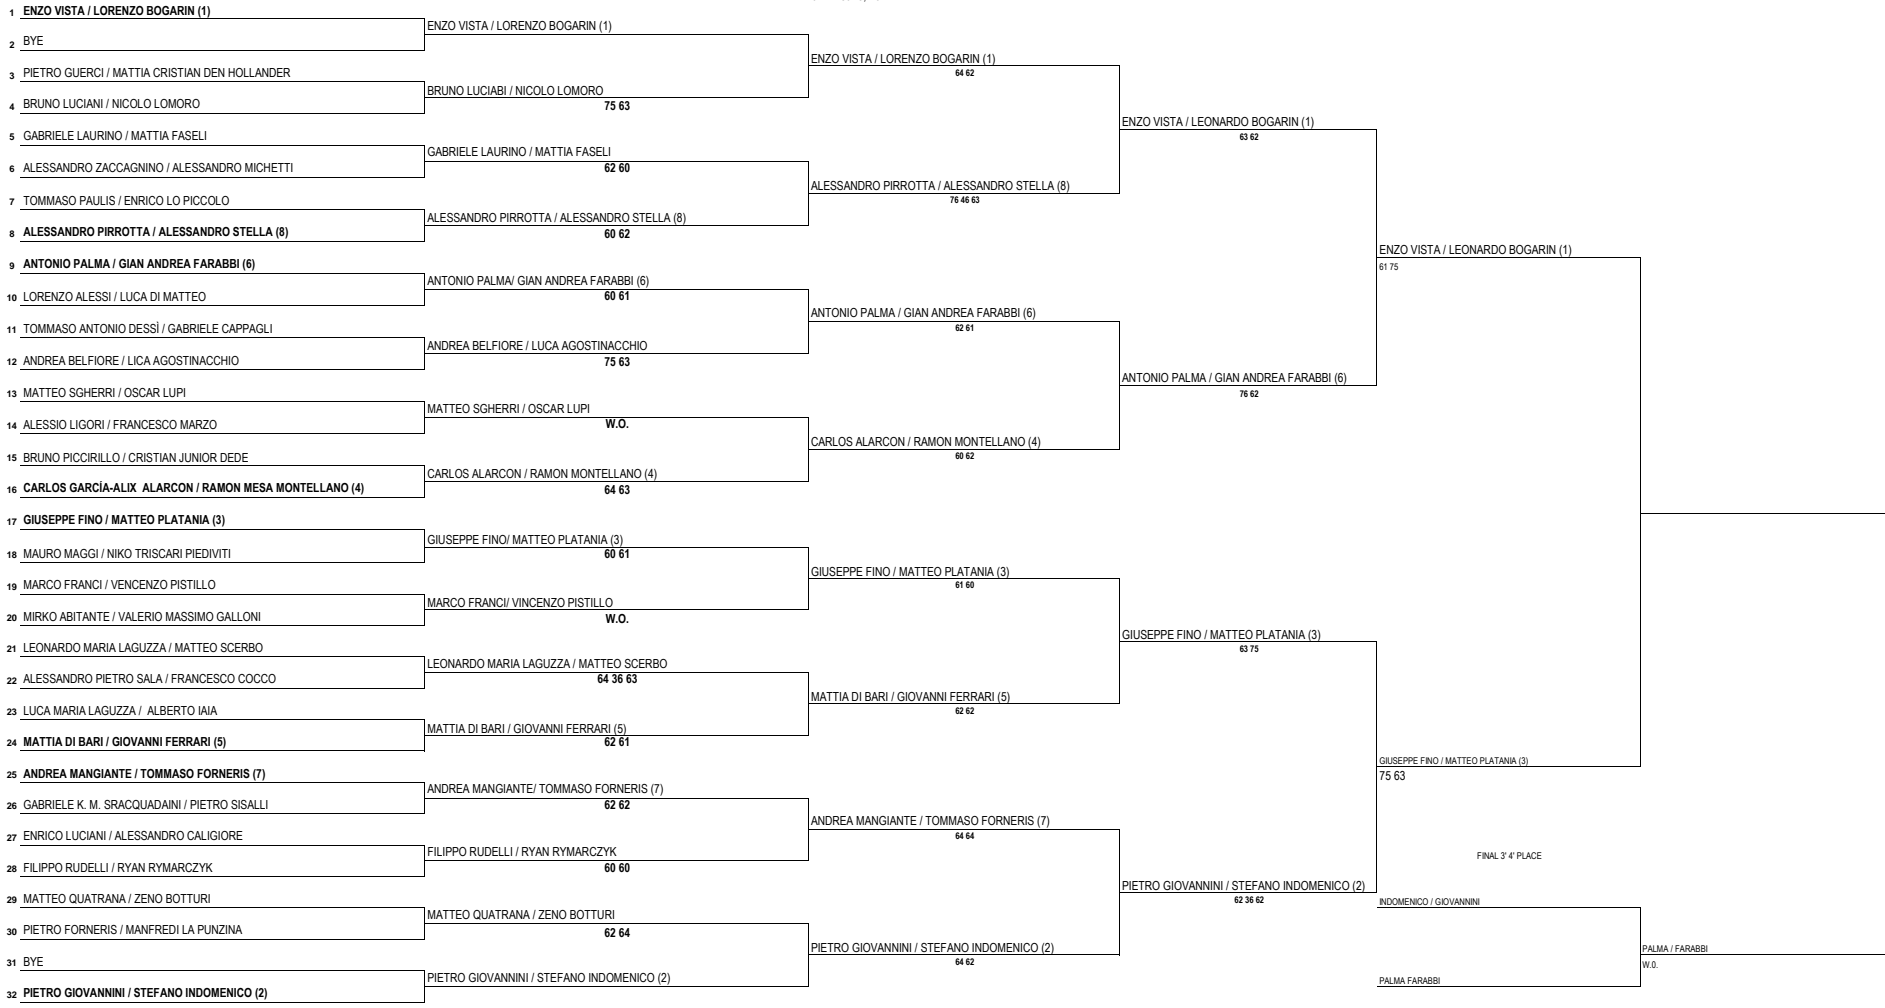 1 ENZO VISTA / LORENZO BOGARIN (1)
2 BYE
3 PIETRO GUERCI / MATTIA CRISTIAN DEN HOLLANDER
4 BRUNO LUCIANI / NICOLO LOMORO
5 GABRIELE LAURINO / MATTIA FASELI
6 ALESSANDRO ZACCAGNINO / ALESSANDRO MICHETTI
7 TOMMASO PAULIS / ENRICO LO PICCOLO
8 ALESSANDRO PIRROTTA / ALESSANDRO STELLA (8)
9 ANTONIO PALMA / GIAN ANDREA FARABBI (6)
10 LORENZO ALESSI / LUCA DI MATTEO
11 TOMMASO ANTONIO DESSÌ / GABRIELE CAPPAGLI
12 ANDREA BELFIORE / LICA AGOSTINACCHIO
13 MATTEO SGHERRI / OSCAR LUPI
14 ALESSIO LIGORI / FRANCESCO MARZO
15 BRUNO PICCIRILLO / CRISTIAN JUNIOR DEDE
16 CARLOS GARCÍA-ALIX ALARCON / RAMON MESA MONTELLANO (4)
17 GIUSEPPE FINO / MATTEO PLATANIA (3)
18 MAURO MAGGI / NIKO TRISCARI PIEDIVITI
19 MARCO FRANCI / VENCENZO PISTILLO
20 MIRKO ABITANTE / VALERIO MASSIMO GALLONI
21 LEONARDO MARIA LAGUZZA / MATTEO SCERBO
22 ALESSANDRO PIETRO SALA / FRANCESCO COCCO
23 LUCA MARIA LAGUZZA / ALBERTO IAIA
24 MATTIA DI BARI / GIOVANNI FERRARI (5)
25 ANDREA MANGIANTE / TOMMASO FORNERIS (7)
26 GABRIELE K. M. SRACQUADAINI / PIETRO SISALLI
27 ENRICO LUCIANI / ALESSANDRO CALIGIORE
28 FILIPPO RUDELLI / RYAN RYMARCZYK
29 MATTEO QUATRANA / ZENO BOTTURI
30 PIETRO FORNERIS / MANFREDI LA PUNZINA
31 BYE
32 PIETRO GIOVANNINI / STEFANO INDOMENICO (2)
ENZO VISTA / LORENZO BOGARIN (1)
BRUNO LUCIABI / NICOLO LOMORO
75 63
GABRIELE LAURINO / MATTIA FASELI
62 60
ALESSANDRO PIRROTTA / ALESSANDRO STELLA (8)
60 62
ANTONIO PALMA/ GIAN ANDREA FARABBI (6)
60 61
ANDREA BELFIORE / LUCA AGOSTINACCHIO
75 63
MATTEO SGHERRI / OSCAR LUPI
W.O.
CARLOS ALARCON / RAMON MONTELLANO (4)
64 63
GIUSEPPE FINO/ MATTEO PLATANIA (3)
60 61
MARCO FRANCI/ VINCENZO PISTILLO
W.O.
LEONARDO MARIA LAGUZZA / MATTEO SCERBO
64 36 63
MATTIA DI BARI / GIOVANNI FERRARI (5)
62 61
ANDREA MANGIANTE/ TOMMASO FORNERIS (7)
62 62
FILIPPO RUDELLI / RYAN RYMARCZYK
60 60
MATTEO QUATRANA / ZENO BOTTURI
62 64
PIETRO GIOVANNINI / STEFANO INDOMENICO (2)
ENZO VISTA / LORENZO BOGARIN (1)
64 62
ALESSANDRO PIRROTTA / ALESSANDRO STELLA (8)
76 46 63
ANTONIO PALMA / GIAN ANDREA FARABBI (6)
62 61
CARLOS ALARCON / RAMON MONTELLANO (4)
60 62
GIUSEPPE FINO / MATTEO PLATANIA (3)
61 60
MATTIA DI BARI / GIOVANNI FERRARI (5)
62 62
ANDREA MANGIANTE / TOMMASO FORNERIS (7)
64 64
PIETRO GIOVANNINI / STEFANO INDOMENICO (2)
64 62
ENZO VISTA / LEONARDO BOGARIN (1)
63 62
ANTONIO PALMA / GIAN ANDREA FARABBI (6)
76 62
GIUSEPPE FINO / MATTEO PLATANIA (3)
63 75
PIETRO GIOVANNINI / STEFANO INDOMENICO (2)
62 36 62
ENZO VISTA / LEONARDO BOGARIN (1)
61 75
GIUSEPPE FINO / MATTEO PLATANIA (3)
75 63
FINAL 3' 4' PLACE
INDOMENICO / GIOVANNINI
PALMA FARABBI
PALMA / FARABBI
W.0.